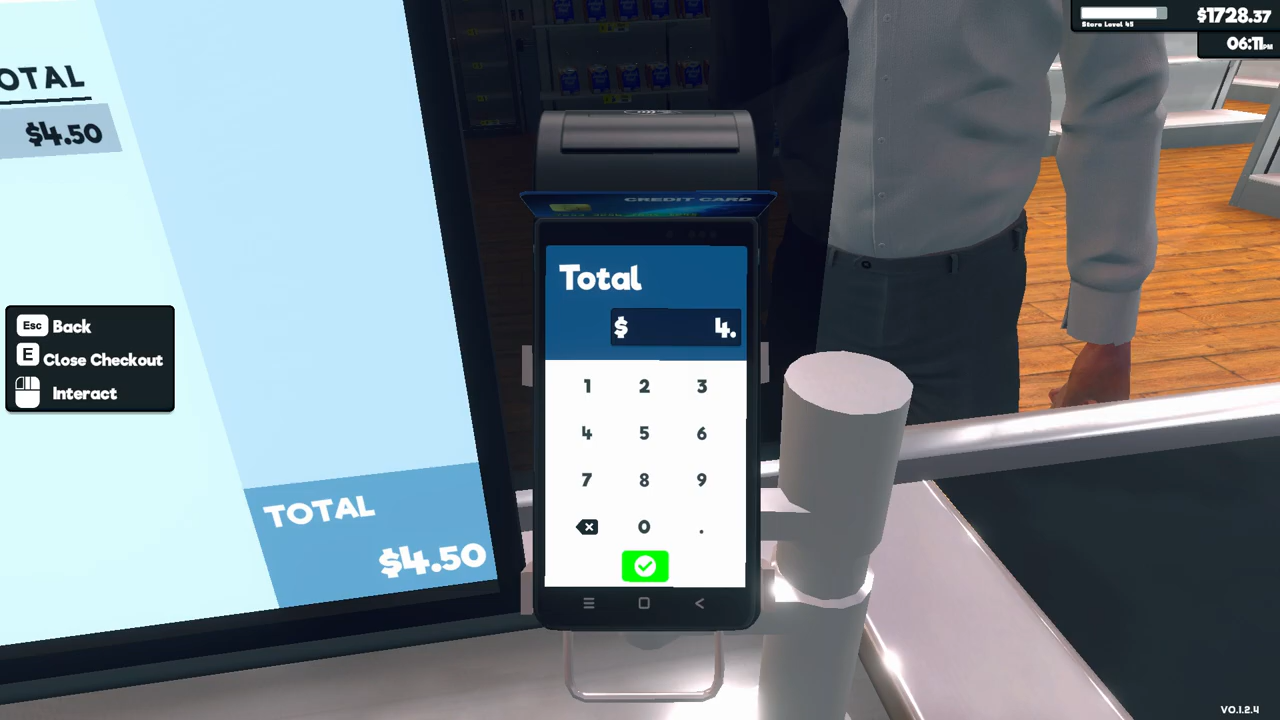 OTAL
$4.50
TOTAL
$4.50
Esc Back
E Close Checkout
Interact
CREDIT CARD
Total
$ 4.
1 2 3
4 5 6
7 8 9
0 .
Store Level 45
$1728.37
06:11PM
V0.1.2.4